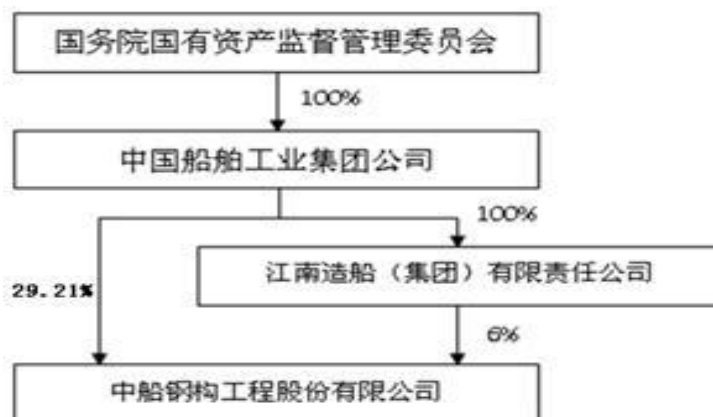 国务院国有资产监督管理委员会
100%
中国船舶工业集团公司
100%
江南造船（集团）有限责任公司
29.21%
6%
中船钢构工程股份有限公司